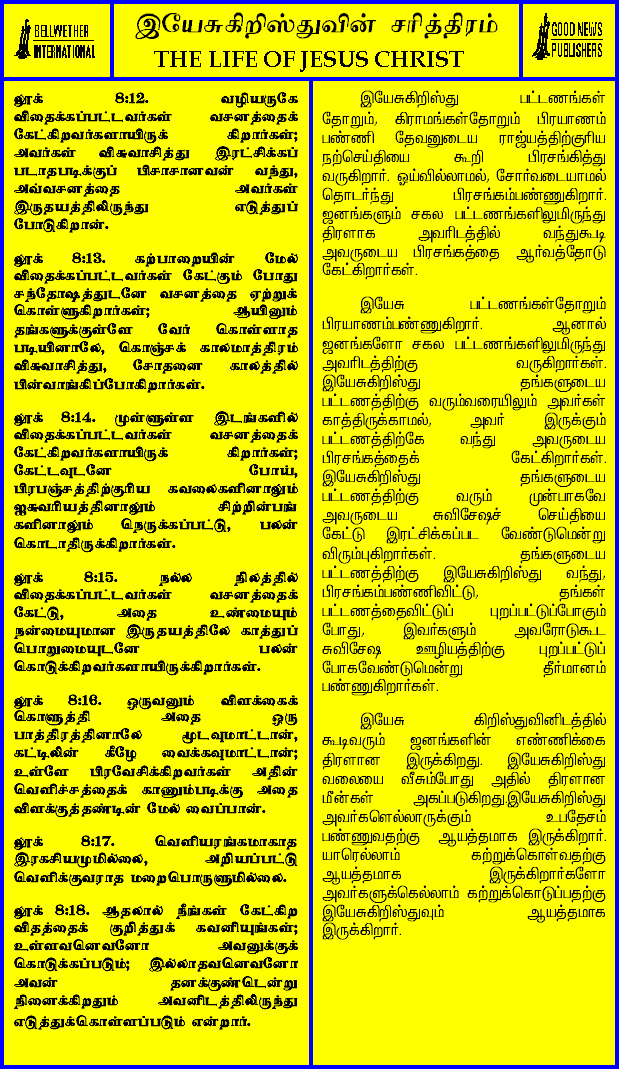 BELLWETHER
INTERNATIONAL
இயேசுகிறிஸ்துவின் சரித்திரம்
THE LIFE OF JESUS CHRIST
GOOD NEWS
PUBLISHERS
லூக் 8:12. வழியருகே
விதைக்கப்பட்டவர்கள் வசனத்தைக்
கேட்கிறவர்களாயிருக் கிறார்கள்;
அவர்கள் விசுவாசித்து இரட்சிக்கப்
படாதபடிக்குப் பிசாசானவன் வந்து,
அவ்வசனத்தை அவர்கள்
இருதயத்திலிருந்து எடுத்துப்
போடுகிறான்.
லூக் 8:13. கற்பாறையின் மேல்
விதைக்கப்பட்டவர்கள் கேட்கும் போது
சந்தோஷத்துடனே வசனத்தை ஏற்றுக்
கொள்ளுகிறார்கள்; ஆயினும்
தங்களுக்குள்ளே வேர் கொள்ளாத
படியினாலே, கொஞ்சக் காலமாத்திரம்
விசுவாசித்து, சோதனை காலத்தில்
பின்வாங்கிப்போகிறார்கள்.
லூக் 8:14. முள்ளுள்ள இடங்களில்
விதைக்கப்பட்டவர்கள் வசனத்தைக்
கேட்கிறவர்களாயிருக் கிறார்கள்;
கேட்டவுடனே போய்,
பிரபஞ்சத்திற்குரிய கவலைகளினாலும்
ஐசுவரியத்தினாலும் சிற்றின்பங்
களினாலும் நெருக்கப்பட்டு, பலன்
கொடாதிருக்கிறார்கள்.
லூக் 8:15. நல்ல நிலத்தில்
விதைக்கப்பட்டவர்கள் வசனத்தைக்
கேட்டு, அதை உண்மையும்
நன்மையுமான இருதயத்திலே காத்துப்
பொறுமையுடனே பலன்
கொடுக்கிறவர்களாயிருக்கிறார்கள்.
லூக் 8:16. ஒருவனும் விளக்கைக்
கொளுத்தி அதை ஒரு
பாத்திரத்தினாலே மூடவுமாட்டான்,
கட்டிலின் கீழே வைக்கவுமாட்டான்;
உள்ளே பிரவேசிக்கிறவர்கள் அதின்
வெளிச்சத்தைக் காணும்படிக்கு அதை
விளக்குத்தண்டின் மேல் வைப்பான்.
லூக் 8:17. வெளியரங்கமாகாத
இரகசியமுமில்லை, அறியப்பட்டு
வெளிக்குவராத மறைபொருளுமில்லை.
லூக் 8:18. ஆதலால் நீங்கள் கேட்கிற
விதத்தைக் குறித்துக் கவனியுங்கள்;
உள்ளவனெவனோ அவனுக்குக்
கொடுக்கப்படும்; இல்லாதவனெவனோ
அவன் தனக்குண்டென்று
நினைக்கிறதும் அவனிடத்திலிருந்து
எடுத்துக்கொள்ளப்படும் என்றார்.
இயேசுகிறிஸ்து பட்டணங்கள்
தோறும், கிராமங்கள்தோறும் பிரயாணம்
பண்ணி தேவனுடைய ராஜ்யத்திற்குரிய
நற்செய்தியை கூறி பிரசங்கித்து
வருகிறார். ஓய்வில்லாமல், சோர்வடையாமல்
தொடர்ந்து பிரசங்கம்பண்ணுகிறார்.
ஜனங்களும் சகல பட்டணங்களிலுமிருந்து
திரளாக அவரிடத்தில் வந்துகூடி
அவருடைய பிரசங்கத்தை ஆர்வத்தோடு
கேட்கிறார்கள்.
இயேசு பட்டணங்கள்தோறும்
பிரயாணம்பண்ணுகிறார். ஆனால்
ஜனங்களோ சகல பட்டணங்களிலுமிருந்து
அவரிடத்திற்கு வருகிறார்கள்.
இயேசுகிறிஸ்து தங்களுடைய
பட்டணத்திற்கு வரும்வரையிலும் அவர்கள்
காத்திருக்காமல், அவர் இருக்கும்
பட்டணத்திற்கே வந்து அவருடைய
பிரசங்கத்தைக் கேட்கிறார்கள்.
இயேசுகிறிஸ்து தங்களுடைய
பட்டணத்திற்கு வரும் முன்பாகவே
அவருடைய சுவிசேஷச் செய்தியை
கேட்டு இரட்சிக்கப்பட வேண்டுமென்று
விரும்புகிறார்கள். தங்களுடைய
பட்டணத்திற்கு இயேசுகிறிஸ்து வந்து,
பிரசங்கம்பண்ணிவிட்டு, தங்கள்
பட்டணத்தைவிட்டுப் புறப்பட்டுப்போகும்
போது, இவர்களும் அவரோடுகூட
சுவிசேஷ ஊழியத்திற்கு புறப்பட்டுப்
போகவேண்டுமென்று தீர்மானம்
பண்ணுகிறார்கள்.
இயேசு கிறிஸ்துவினிடத்தில்
கூடிவரும் ஜனங்களின் எண்ணிக்கை
திரளான இருக்கிறது. இயேசுகிறிஸ்து
வலையை வீசும்போது அதில் திரளான
மீன்கள் அகப்படுகிறது.இயேசுகிறிஸ்து
அவர்களெல்லாருக்கும் உபதேசம்
பண்ணுவதற்கு ஆயத்தமாக இருக்கிறார்.
யாரெல்லாம் கற்றுக்கொள்வதற்கு
ஆயத்தமாக இருக்கிறார்களோ
அவர்களுக்கெல்லாம் கற்றுக்கொடுப்பதற்கு
இயேசுகிறிஸ்துவும் ஆயத்தமாக
இருக்கிறார்.